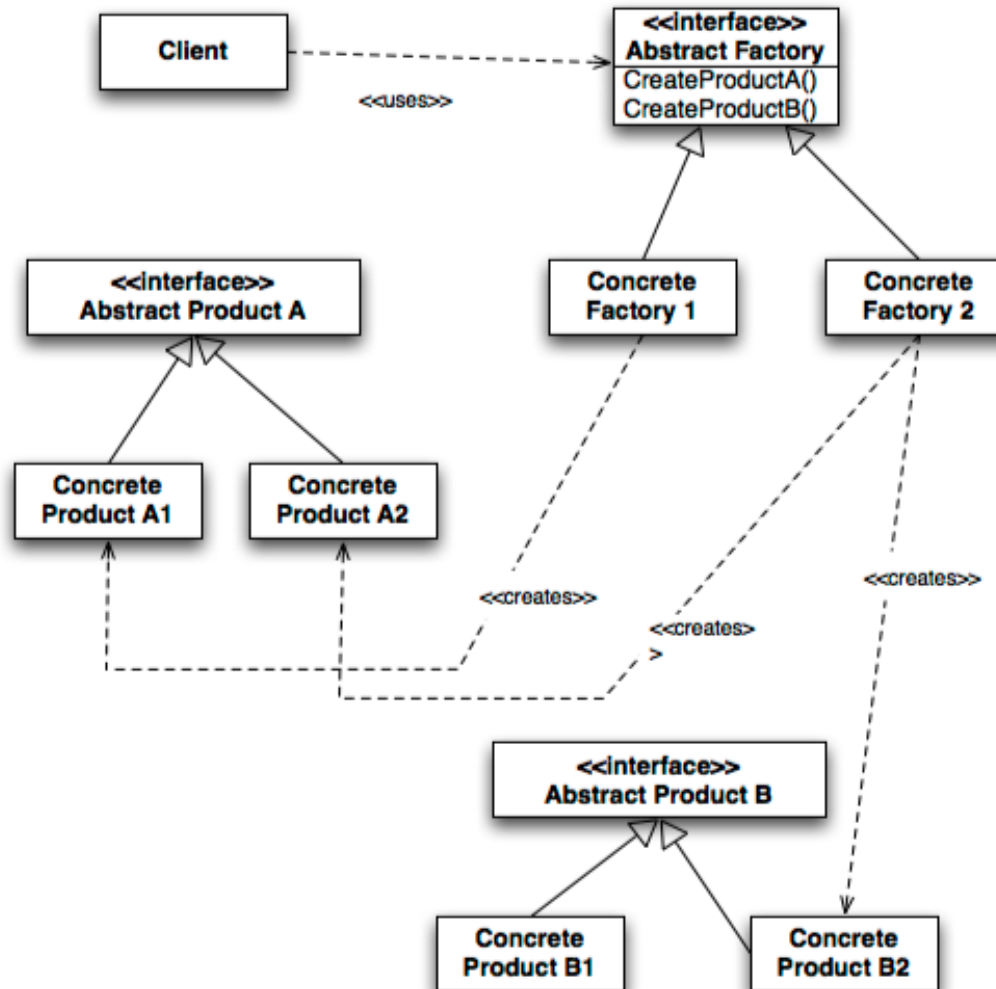 Client
<<interface>>
Abstract Factory
CreateProductA()
CreateProductB()
<<uses>>
<<interface>>
Abstract Product A
Concrete
Factory 1
Concrete
Factory 2
Concrete
Product A1
Concrete
Product A2
<<creates>>
<<creates>>
<<creates>
>
<<interface>>
Abstract Product B
Concrete
Product B1
Concrete
Product B2